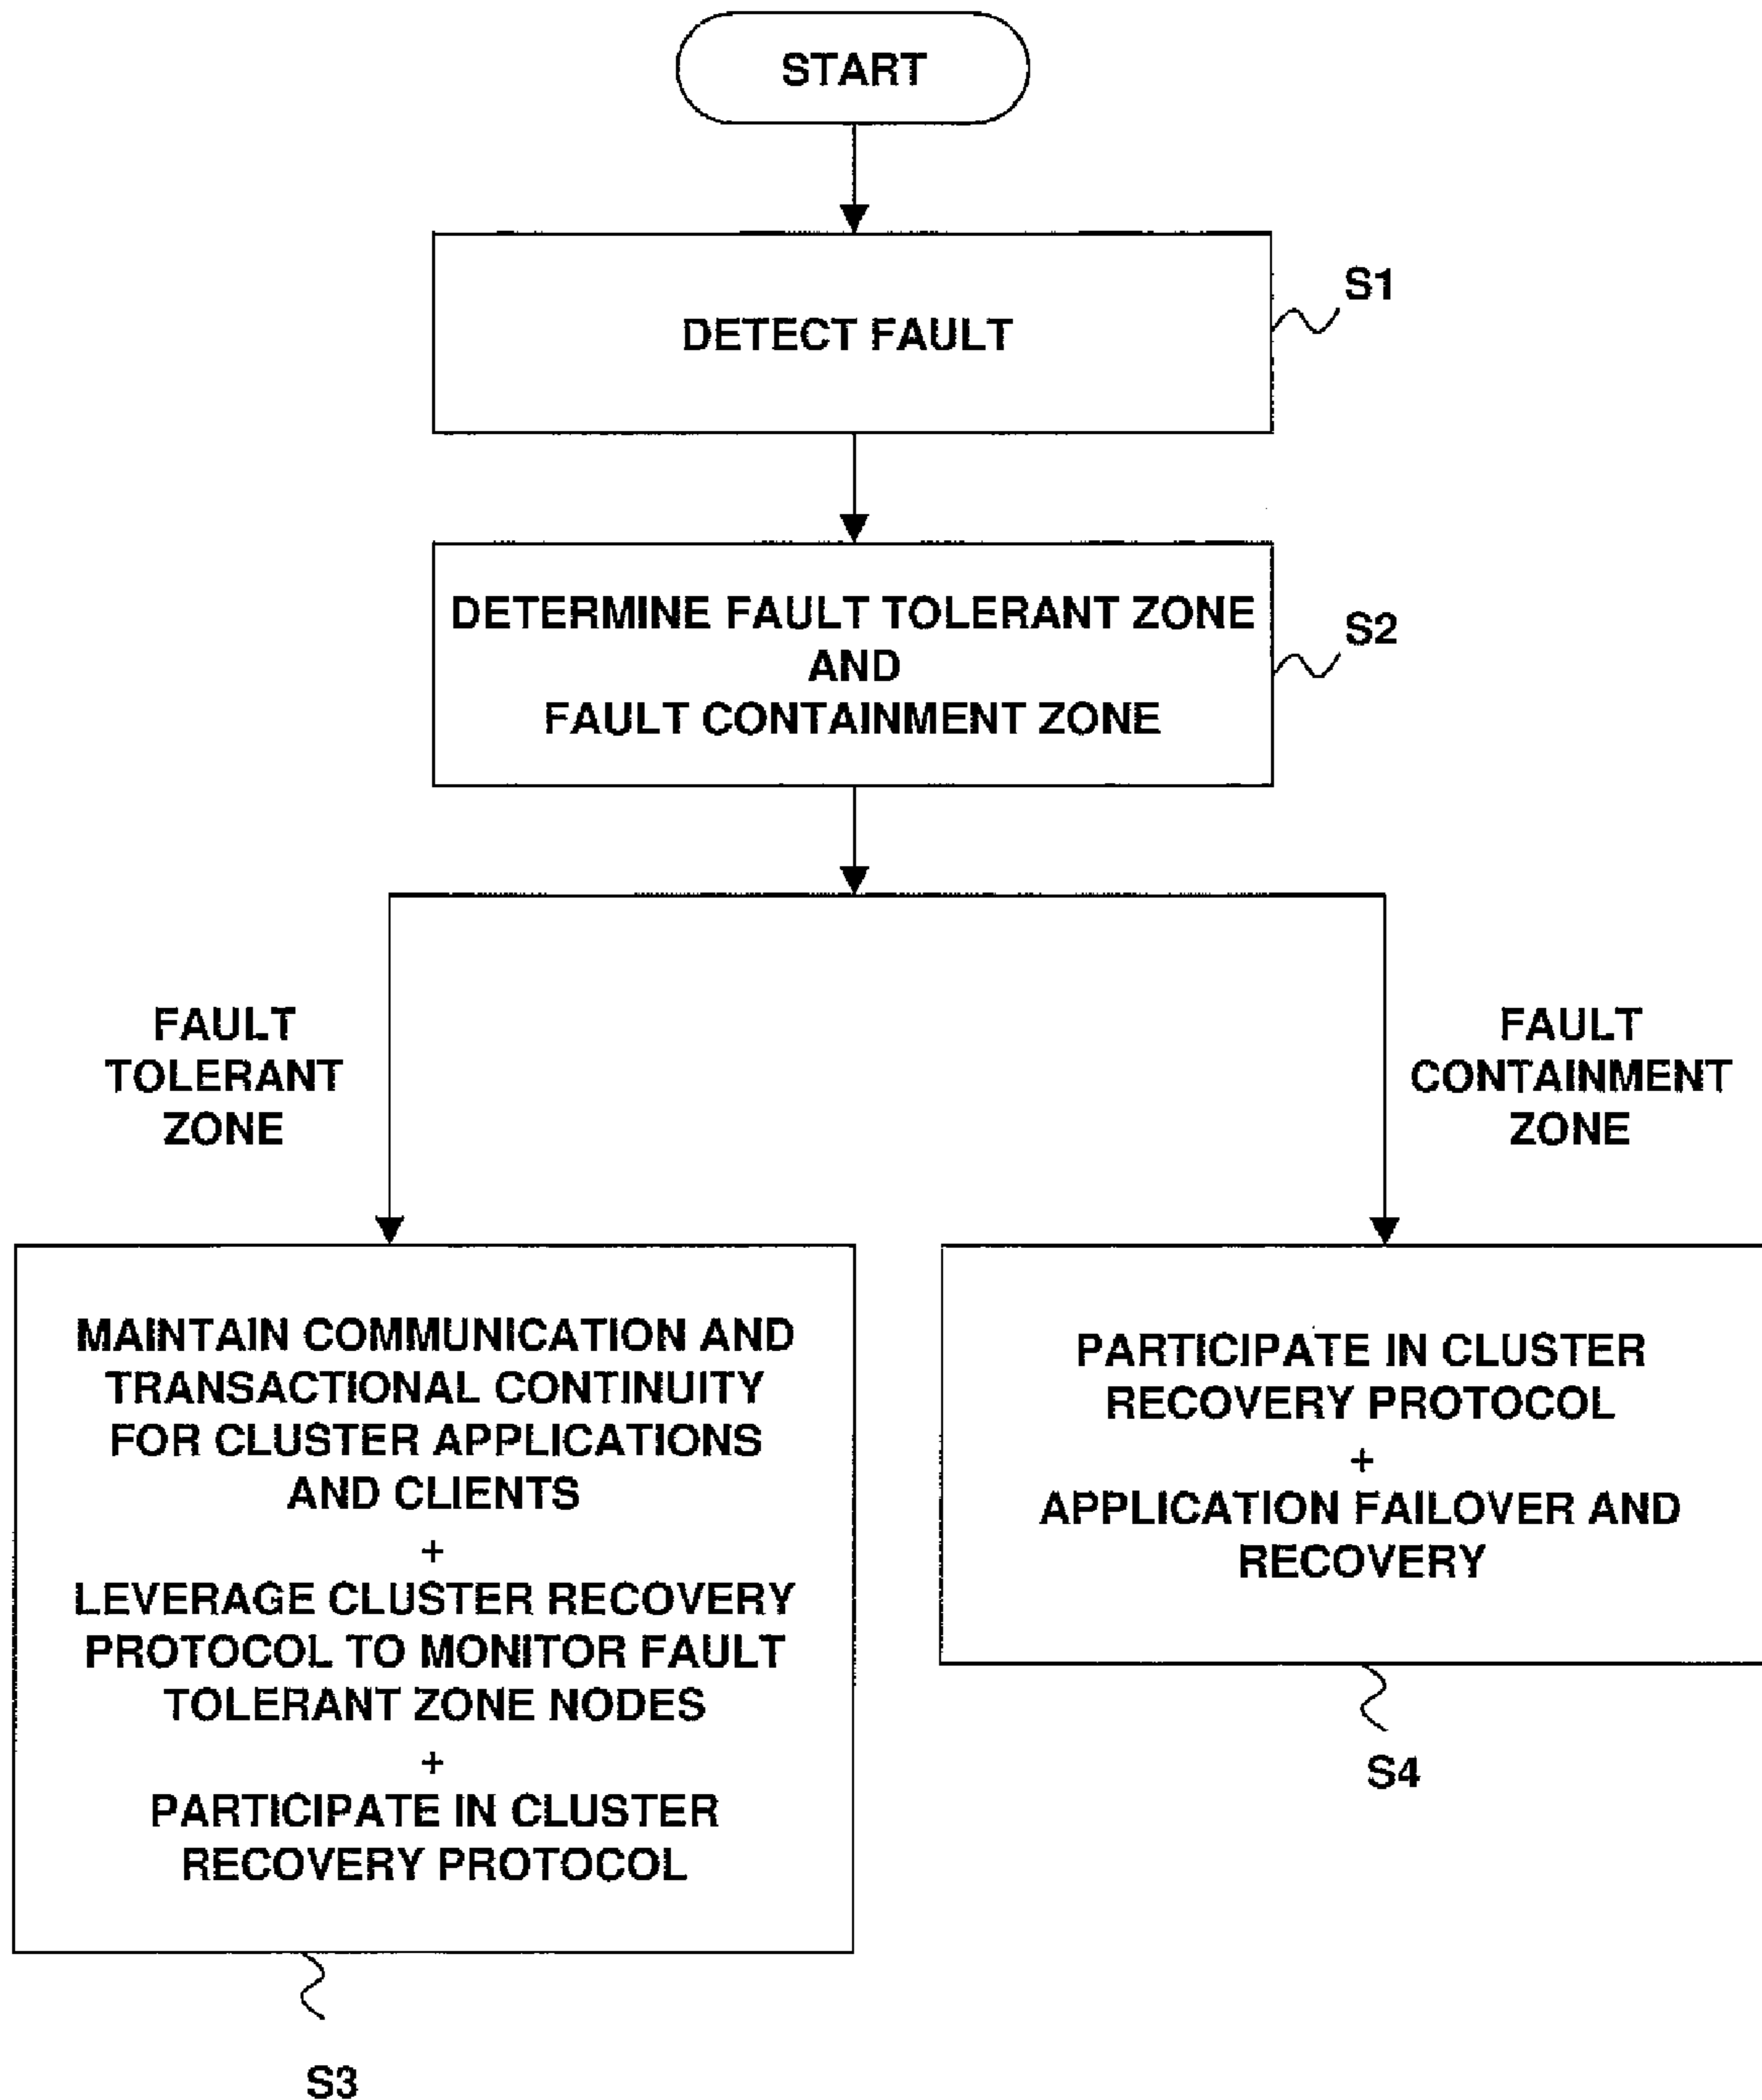 START
DETECT FAULT
S1
DETERMINE FAULT TOLERANT ZONE
AND
FAULT CONTAINMENT ZONE
S2
FAULT
TOLERANT
ZONE
FAULT
CONTAINMENT
ZONE
MAINTAIN COMMUNICATION AND
TRANSACTIONAL CONTINUITY
FOR CLUSTER APPLICATIONS
AND CLIENTS
+
LEVERAGE CLUSTER RECOVERY
PROTOCOL TO MONITOR FAULT
TOLERANT ZONE NODES
+
PARTICIPATE IN CLUSTER
RECOVERY PROTOCOL
S3
PARTICIPATE IN CLUSTER
RECOVERY PROTOCOL
+
APPLICATION FAILOVER AND
RECOVERY
S4